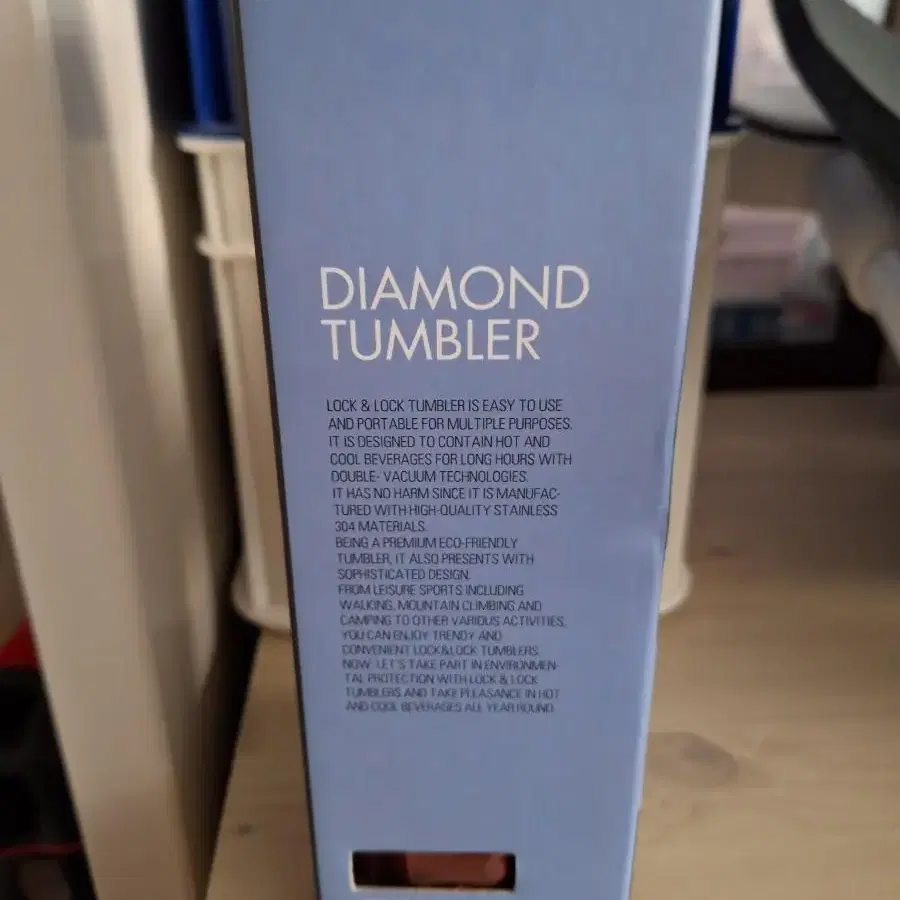 DIAMOND
TUMBLER
LOCK & LOCK TUMBLER IS EASY TO USE
AND PORTABLE FOR MULTIPLE PURPOSES.
IT IS DESIGNED TO CONTAIN HOT AND
COOL BEVERAGES FOR LONG HOURS WITH
DOUBLE- VACUUM TECHNOLOGIES.
IT HAS NO HARM SINCE IT IS MANUFAC-
TURED WITH HIGH-QUALITY STAINLESS
304 MATERIALS.
BEING A PREMIUM ECO-FRIENDLY
TUMBLER, IT ALSO PRESENTS WITH
SOPHISTICATED DESIGN.
FROM LEISURE SPORTS INCLUDING
WALKING, MOUNTAIN CLIMBING AND
CAMPING TO OTHER VARIOUS ACTIVITIES,
YOU CAN ENJOY TRENDY AND
CONVENIENT LOCK&LOCK TUMBLERS.
NOW LET'S TAKE PART IN ENVIRONMEN-
TAL PROTECTION WITH LOCK & LOCK
TUMBLERS AND TAKE PLEASANCE IN HOT
AND COOL BEVERAGES ALL YEAR ROUND.